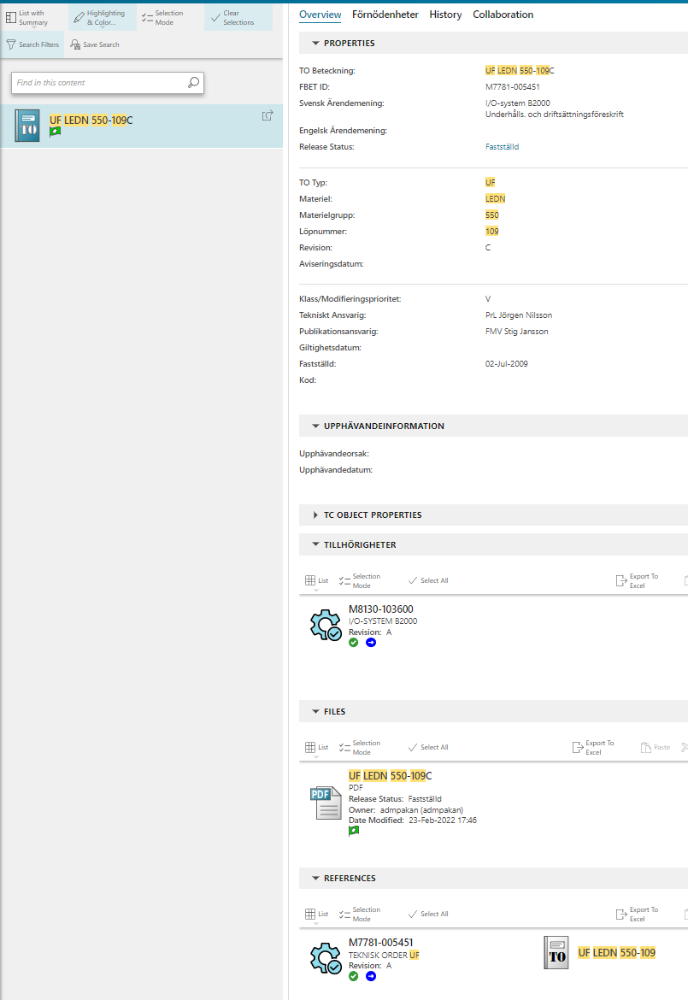 List with
Summary
Highlighting
& Color...
Selection
Mode
Clear
Selections
Search Filters
Save Search
Find in this content
TO
UF LEDN 550-109C
Overview
Förnödenheter
History
Collaboration
PROPERTIES
TO Beteckning: UF LEDN 550-109C
FBET ID: M7781-005451
Svensk Ärendemening: I/O-system B2000
Underhålls. och driftsättningsföreskrift
Engelsk Ärendemening:
Release Status: Fastställd
TO Typ: UF
Materiel: LEDN
Materielgrupp: 550
Löpnummer: 109
Revision: C
Aviseringsdatum:
Klass/Modifieringsprioritet: V
Tekniskt Ansvarig: PrL Jörgen Nilsson
Publikationsansvarig: FMV Stig Jansson
Giltighetsdatum:
Fastställd: 02-Jul-2009
Kod:
UPPHÄVANDEINFORMATION
Upphävandeorsak:
Upphävandedatum:
TC OBJECT PROPERTIES
TILLHÖRIGHETER
List
Selection
Mode
Select All
Export To
Excel
M8130-103600
I/O-SYSTEM B2000
Revision: A
FILES
List
Selection
Mode
Select All
Export To
Excel
Paste
PDF
UF LEDN 550-109C
PDF
Release Status: Fastställd
Owner: admpakan (admpakan)
Date Modified: 23-Feb-2022 17:46
REFERENCES
List
Selection
Mode
Select All
Export To
Excel
M7781-005451
TEKNISK ORDER UF
Revision: A
TO
UF LEDN 550-109